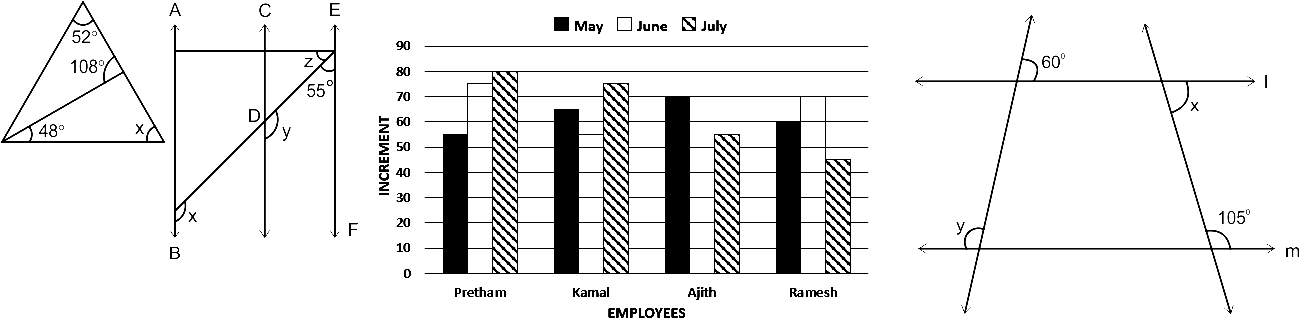 52°
108°
48°
x
A
C
E
z
55°
D
y
x
F
B
May June July
90
80
70
60
50
40
30
20
10
0
INCREMENT
Pretham Kamal Ajith Ramesh
EMPLOYEES
60°
l
x
y
105°
m